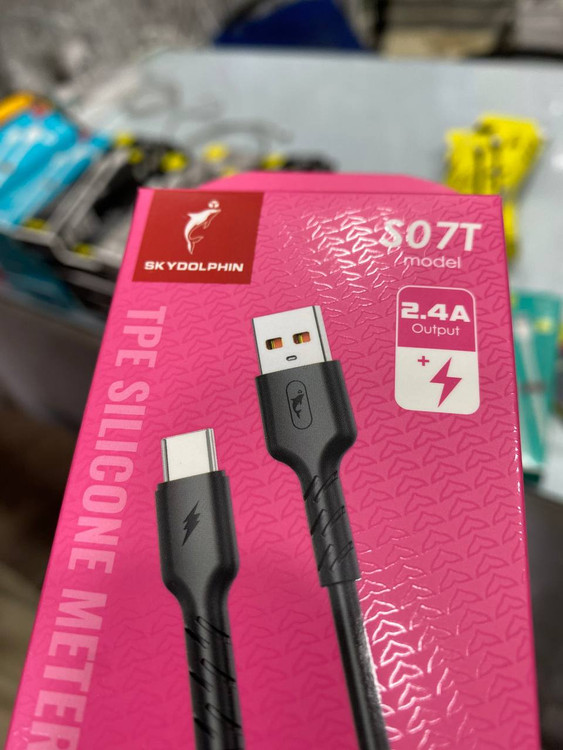 SKYDOLPHIN
S07T
model
2.4A
Output
+
TPE SILICONE METER